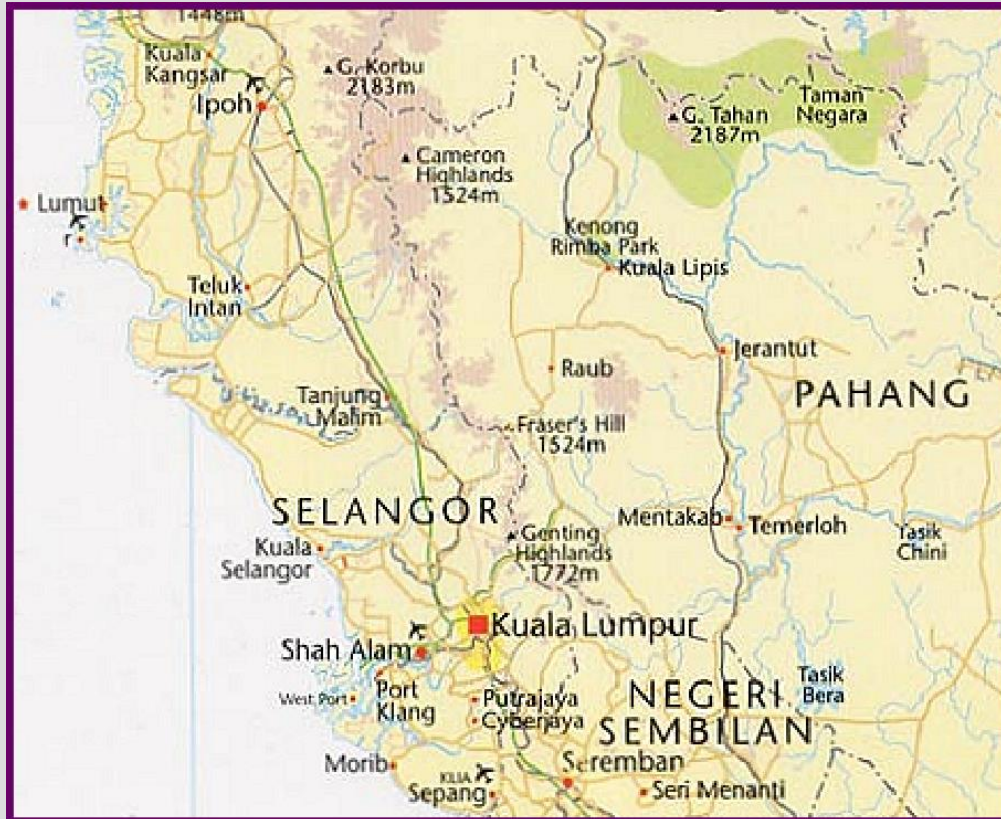 1448m
Kuala
Kangsar
G. Korbu
2183m
Ipoh
G. Tahan
2187m
Taman
Negara
Cameron
Highlands
1524m
Lumut
r
Kenong
Rimba Park
Kuala Lipis
Teluk
Intan
Jerantut
Raub
PAHANG
Tanjung
Malim
Fraser's Hill
1524m
SELANGOR
Mentakab
Temerloh
Tasik
Chini
Kuala
Selangor
Genting
Highlands
1772m
Kuala Lumpur
Shah Alam
Tasik
Bera
West Port
Port
Klang
Putrajaya
Cyberjaya
NEGERI
SEMBILAN
Morib
Seremban
KLIA
Sepang
Seri Menanti